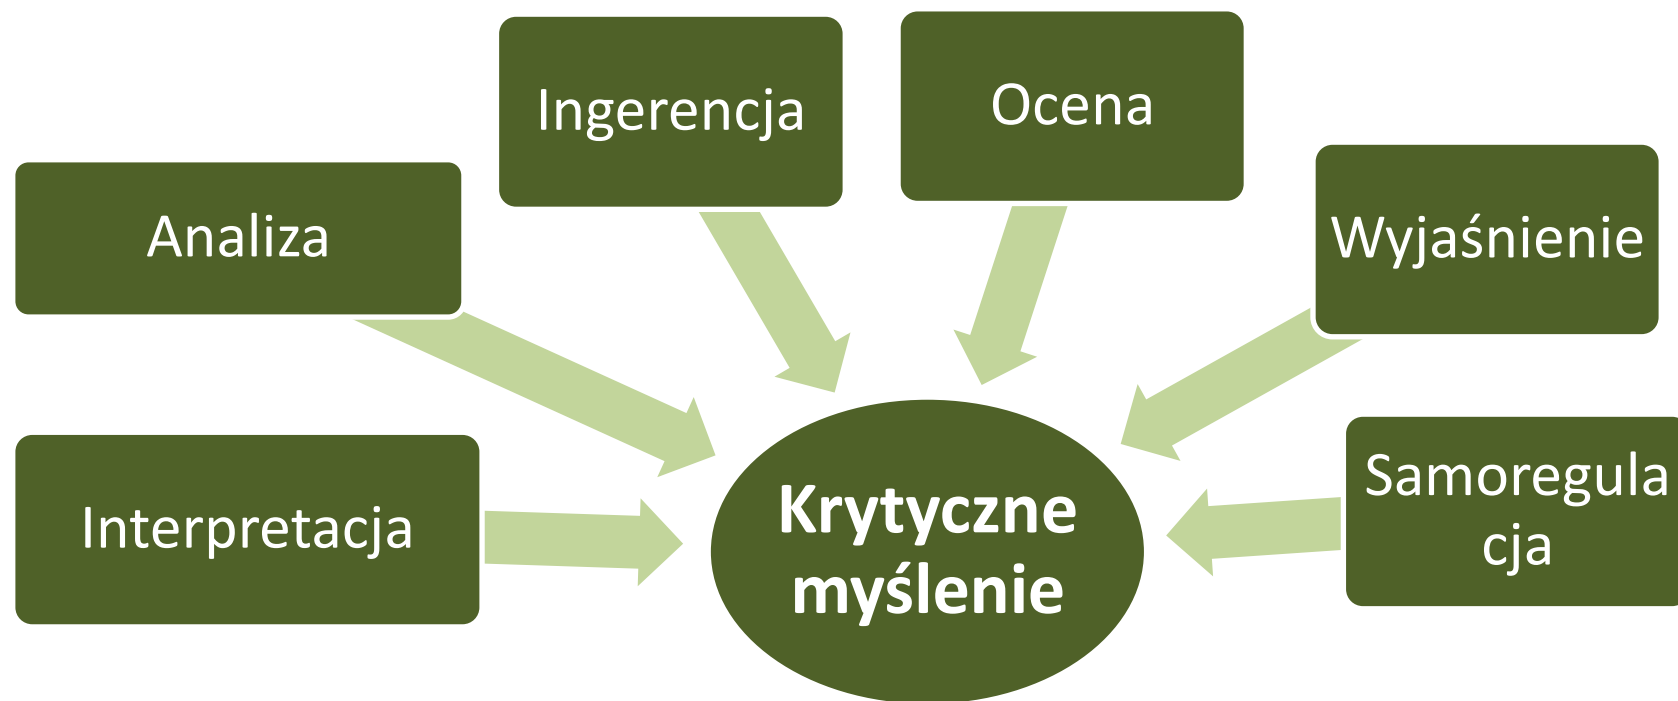 Ingerencja
Ocena
Analiza
Wyjaśnienie
Interpretacja
Samoregula
cja
Krytyczne
myślenie